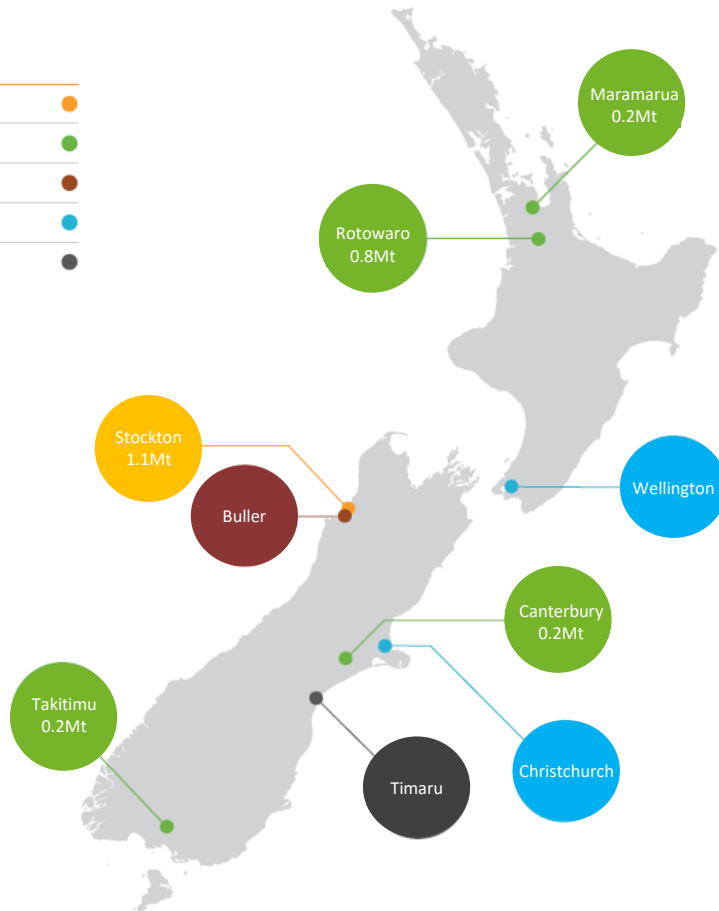 Maramarua
0.2Mt
Rotowaro
0.8Mt
Stockton
1.1Mt
Wellington
Buller
Canterbury
0.2Mt
Takitimu
0.2Mt
Christchurch
Timaru